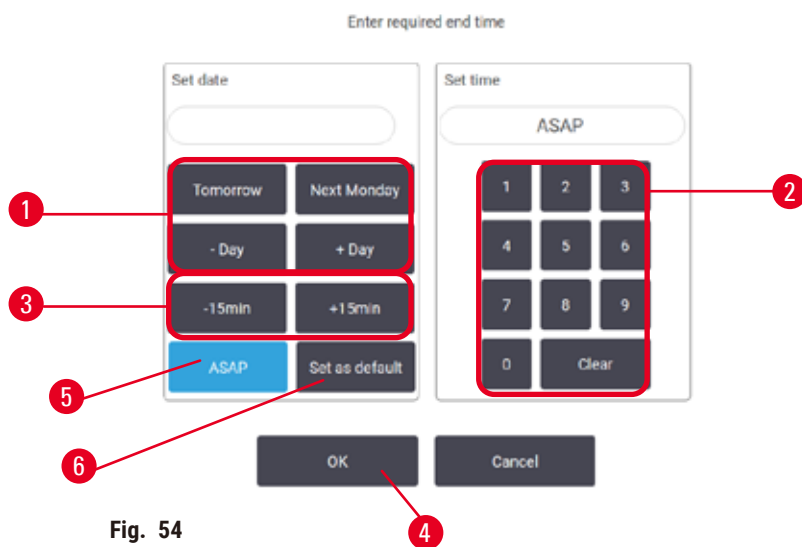 Enter required end time
Set date
Set time
ASAP
Tomorrow
Next Monday
1
2
3
2
1
- Day
+ Day
4
5
6
3
-15min
+15min
7
8
9
ASAP
Set as default
0
Clear
5
6
OK
Cancel
4
Fig. 54